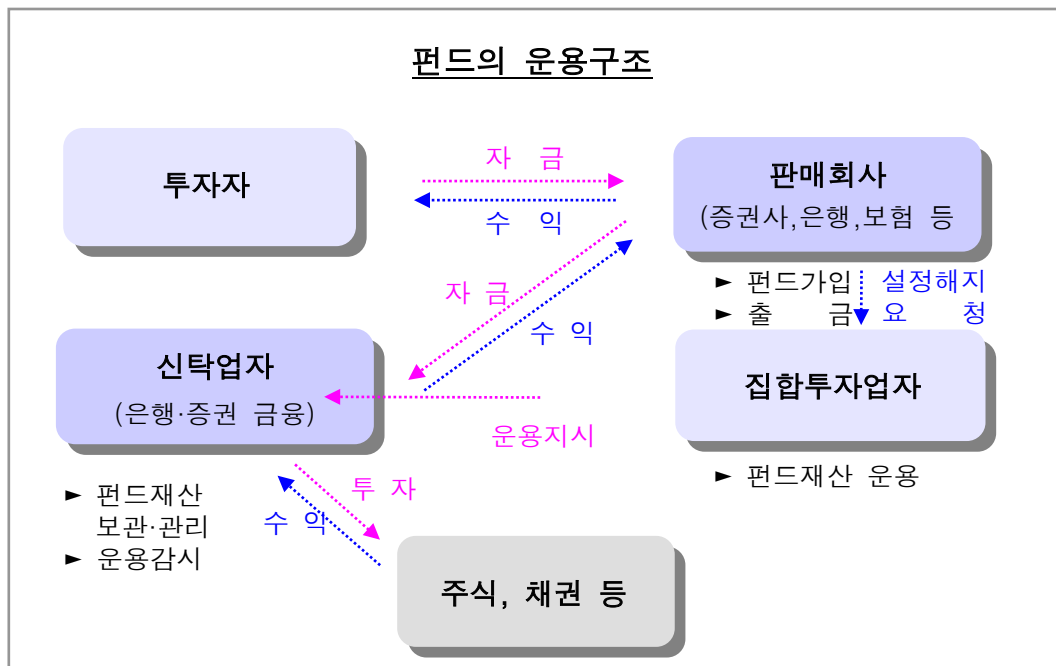 펀드의 운용구조
투자자
자 금
수 익
판매회사
(증권사,은행,보험 등
► 펀드가입
► 출 금
설정해지
요 청
자 금
수 익
신탁업자
(은행·증권 금융)
집합투자업자
운용지시
► 펀드재산 운용
► 펀드재산
보관·관리
► 운용감시
투 자
수 익
주식, 채권 등